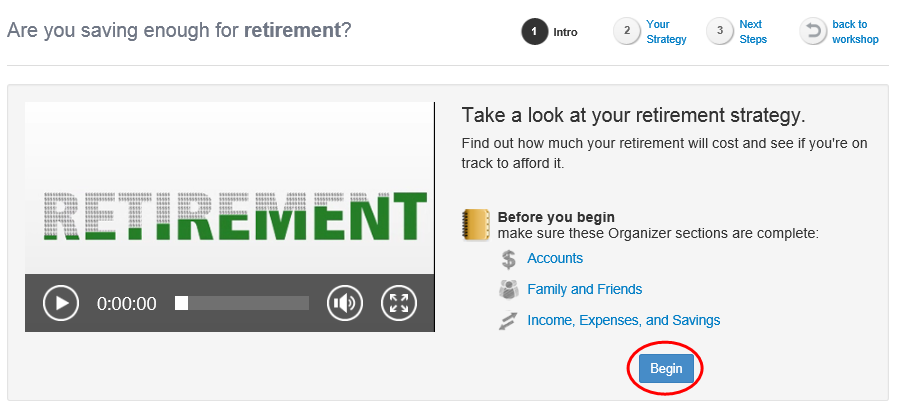 Are you saving enough for retirement?
1 Intro
2 Your Strategy
3 Next Steps
back to workshop
RETIREMENT
0:00:00
Take a look at your retirement strategy.
Find out how much your retirement will cost and see if you're on
track to afford it.
Before you begin
make sure these Organizer sections are complete:
$ Accounts
Family and Friends
Income, Expenses, and Savings
Begin